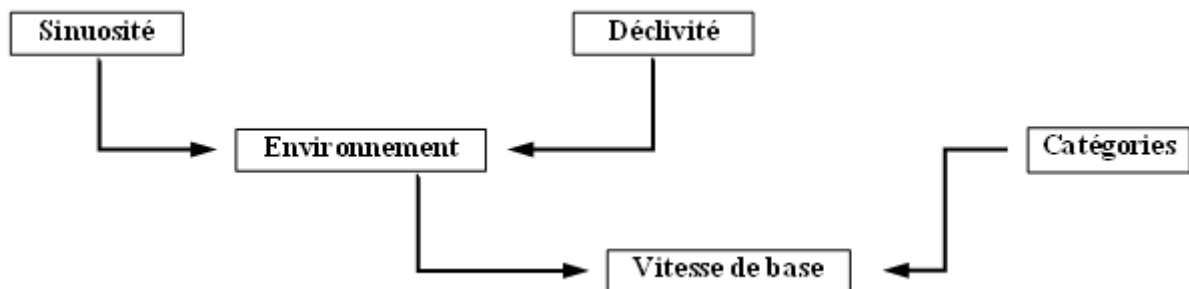 Sinuosité
Déclivité
Environnement
Catégories
Vitesse de base